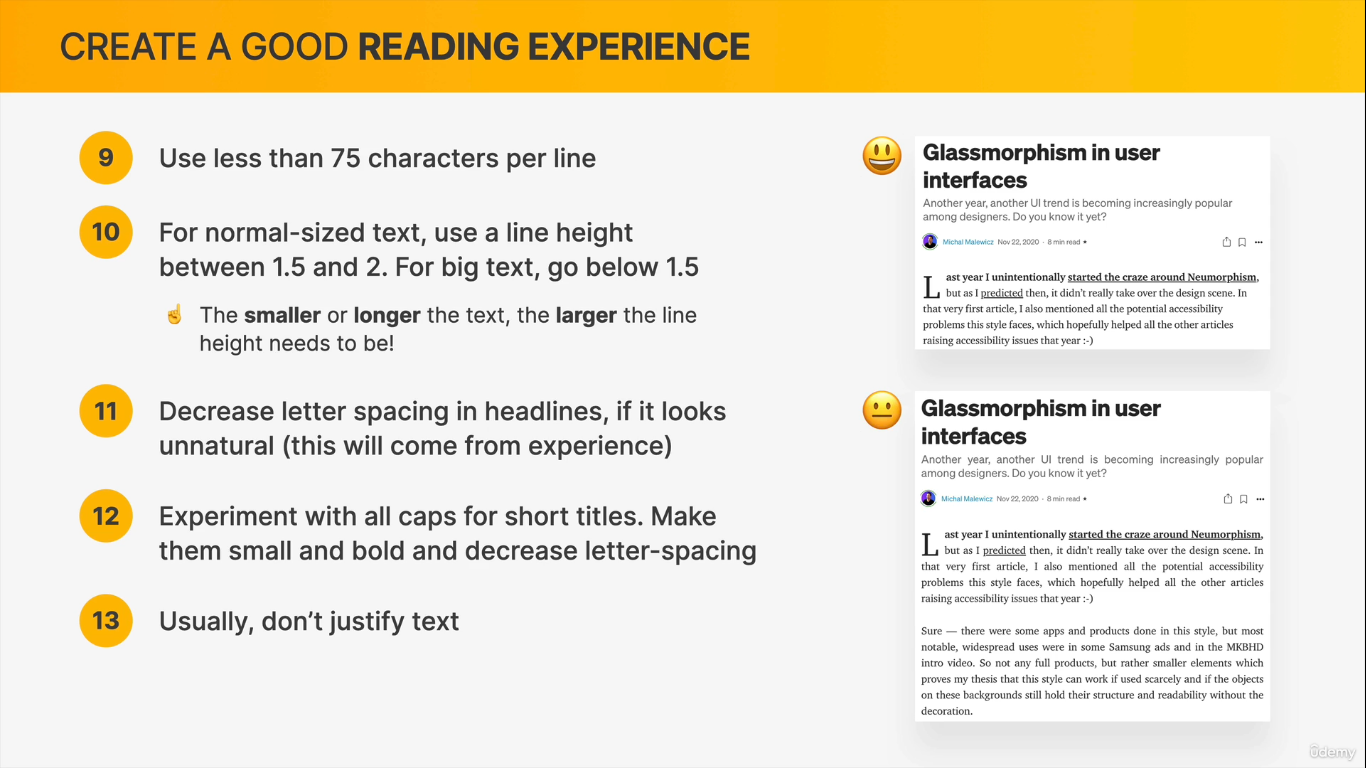 CREATE A GOOD READING EXPERIENCE
9 Use less than 75 characters per line
10 For normal-sized text, use a line height
between 1.5 and 2. For big text, go below 1.5
The smaller or longer the text, the larger the line
height needs to be!
11 Decrease letter spacing in headlines, if it looks
unnatural (this will come from experience)
12 Experiment with all caps for short titles. Make
them small and bold and decrease letter-spacing
13 Usually, don’t justify text
Glassmorphism in user
interfaces
Another year, another UI trend is becoming increasingly popular
among designers. Do you know it yet?
Michal Malewicz Nov 22, 2020 · 8 min read
Last year I unintentionally started the craze around Neumorphism,
but as I predicted then, it didn’t really take over the design scene. In
that very first article, I also mentioned all the potential accessibility
problems this style faces, which hopefully helped all the other articles
raising accessibility issues that year :-)
Glassmorphism in user
interfaces
Another year, another UI trend is becoming increasingly popular
among designers. Do you know it yet?
Michal Malewicz Nov 22, 2020 · 8 min read
Last year I unintentionally started the craze around Neumorphism,
but as I predicted then, it didn’t really take over the design scene. In
that very first article, I also mentioned all the potential accessibility
problems this style faces, which hopefully helped all the other articles
raising accessibility issues that year :-)
Sure — there were some apps and products done in this style, but most
notable, widespread uses were in some Samsung ads and in the MKBHD
intro video. So not any full products, but rather smaller elements which
proves my thesis that this style can work if used scarcely and if the objects
on these backgrounds still hold their structure and readability without the
decoration.
ûdemy